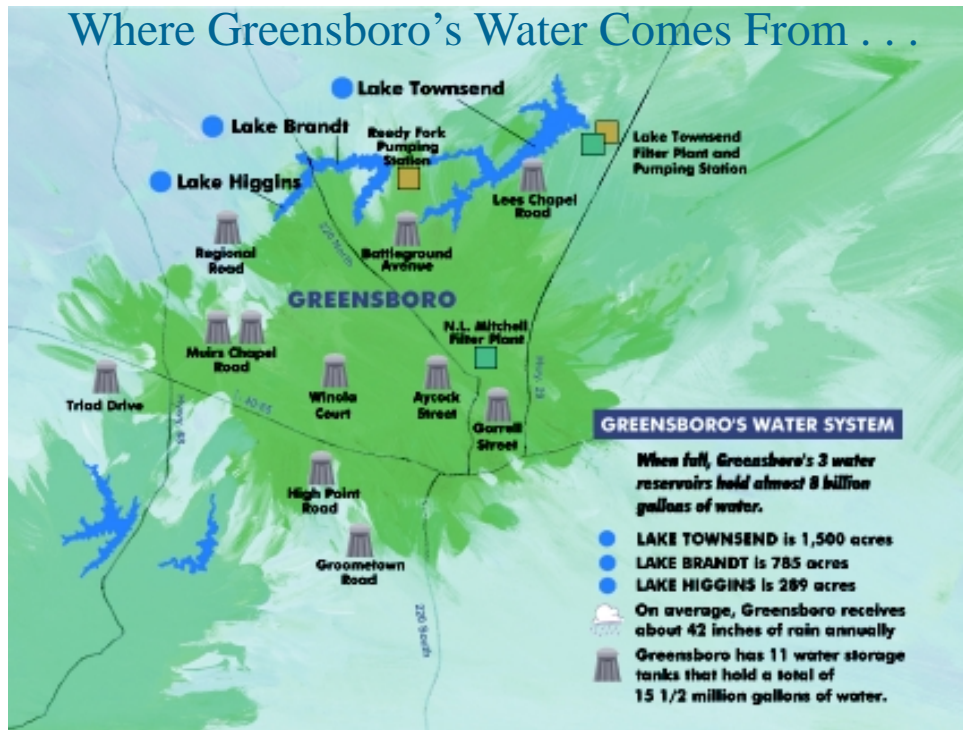 Where Greensboro's Water Comes From . . .
Lake Townsend
Lake Brandt
Reedy Fork
Pumping
Station
Lake Townsend
Filter Plant and
Pumping Station
Lake Higgins
Lees Chapel
Road
Regional
Road
220 North
Battleground
Avenue
GREENSBORO
N.L. Mitchell
Filter Plant
Muirs Chapel
Road
Triad Drive
Winola
Court
Aycock
Street
Gorrell
Street
Hwy. 29
I-40 85
Hwy. 68
High Point
Road
Groometown
Road
220 South
GREENSBORO'S WATER SYSTEM
When full, Greensboro's 3 water
reservoirs hold almost 8 billion
gallons of water.
LAKE TOWNSEND is 1,500 acres
LAKE BRANDT is 785 acres
LAKE HIGGINS is 289 acres
On average, Greensboro receives
about 42 inches of rain annually
Greensboro has 11 water storage
tanks that hold a total of
15 1/2 million gallons of water.